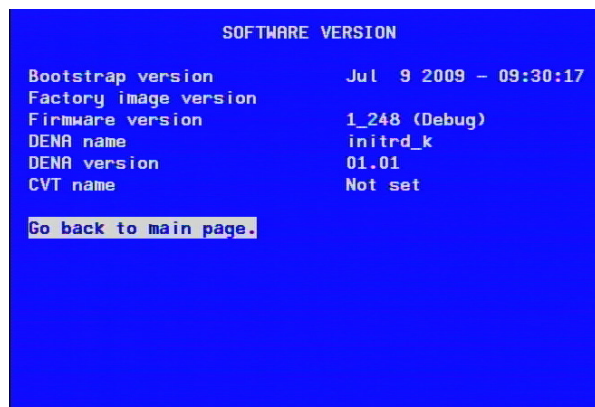 SOFTWARE VERSION
Bootstrap version Jul 9 2009 - 09:30:17
Factory image version
Firmware version 1_248 (Debug)
DENA name initrd_k
DENA version 01.01
CVT name Not set
Go back to main page.